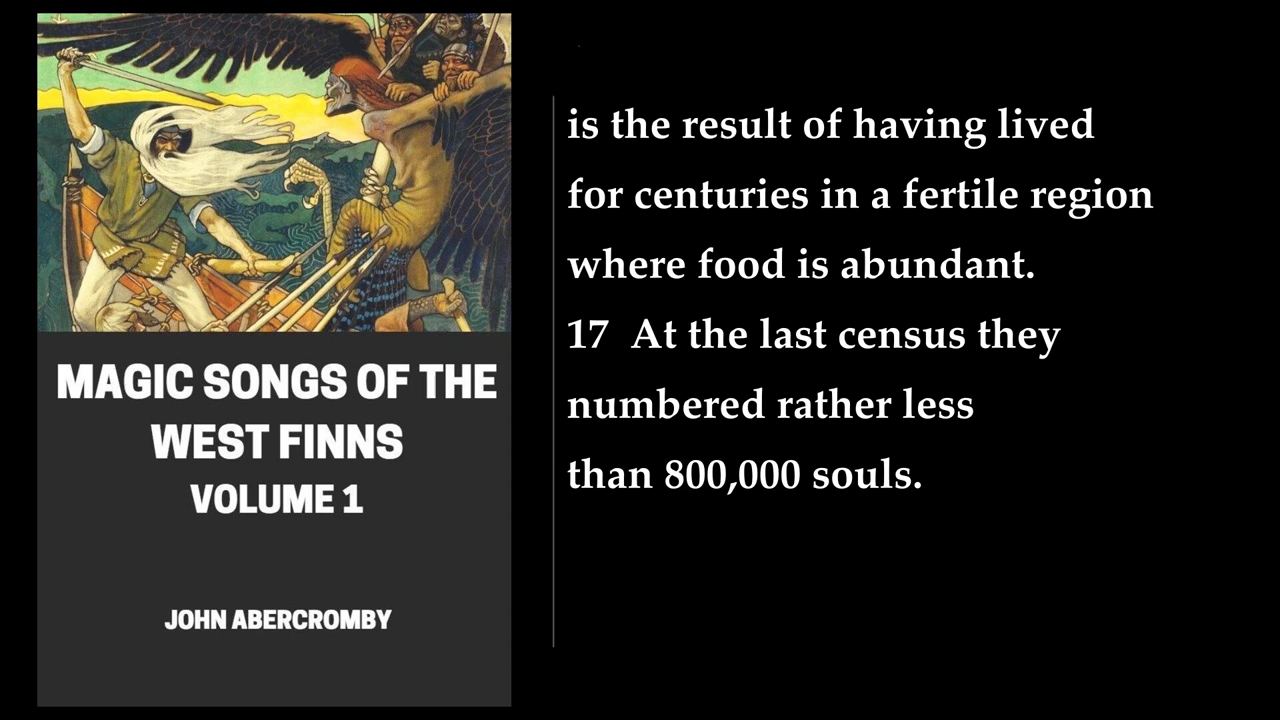 MAGIC SONGS OF THE
WEST FINNS
VOLUME 1
JOHN ABERCROMBY
is the result of having lived
for centuries in a fertile region
where food is abundant.
17 At the last census they
numbered rather less
than 800,000 souls.